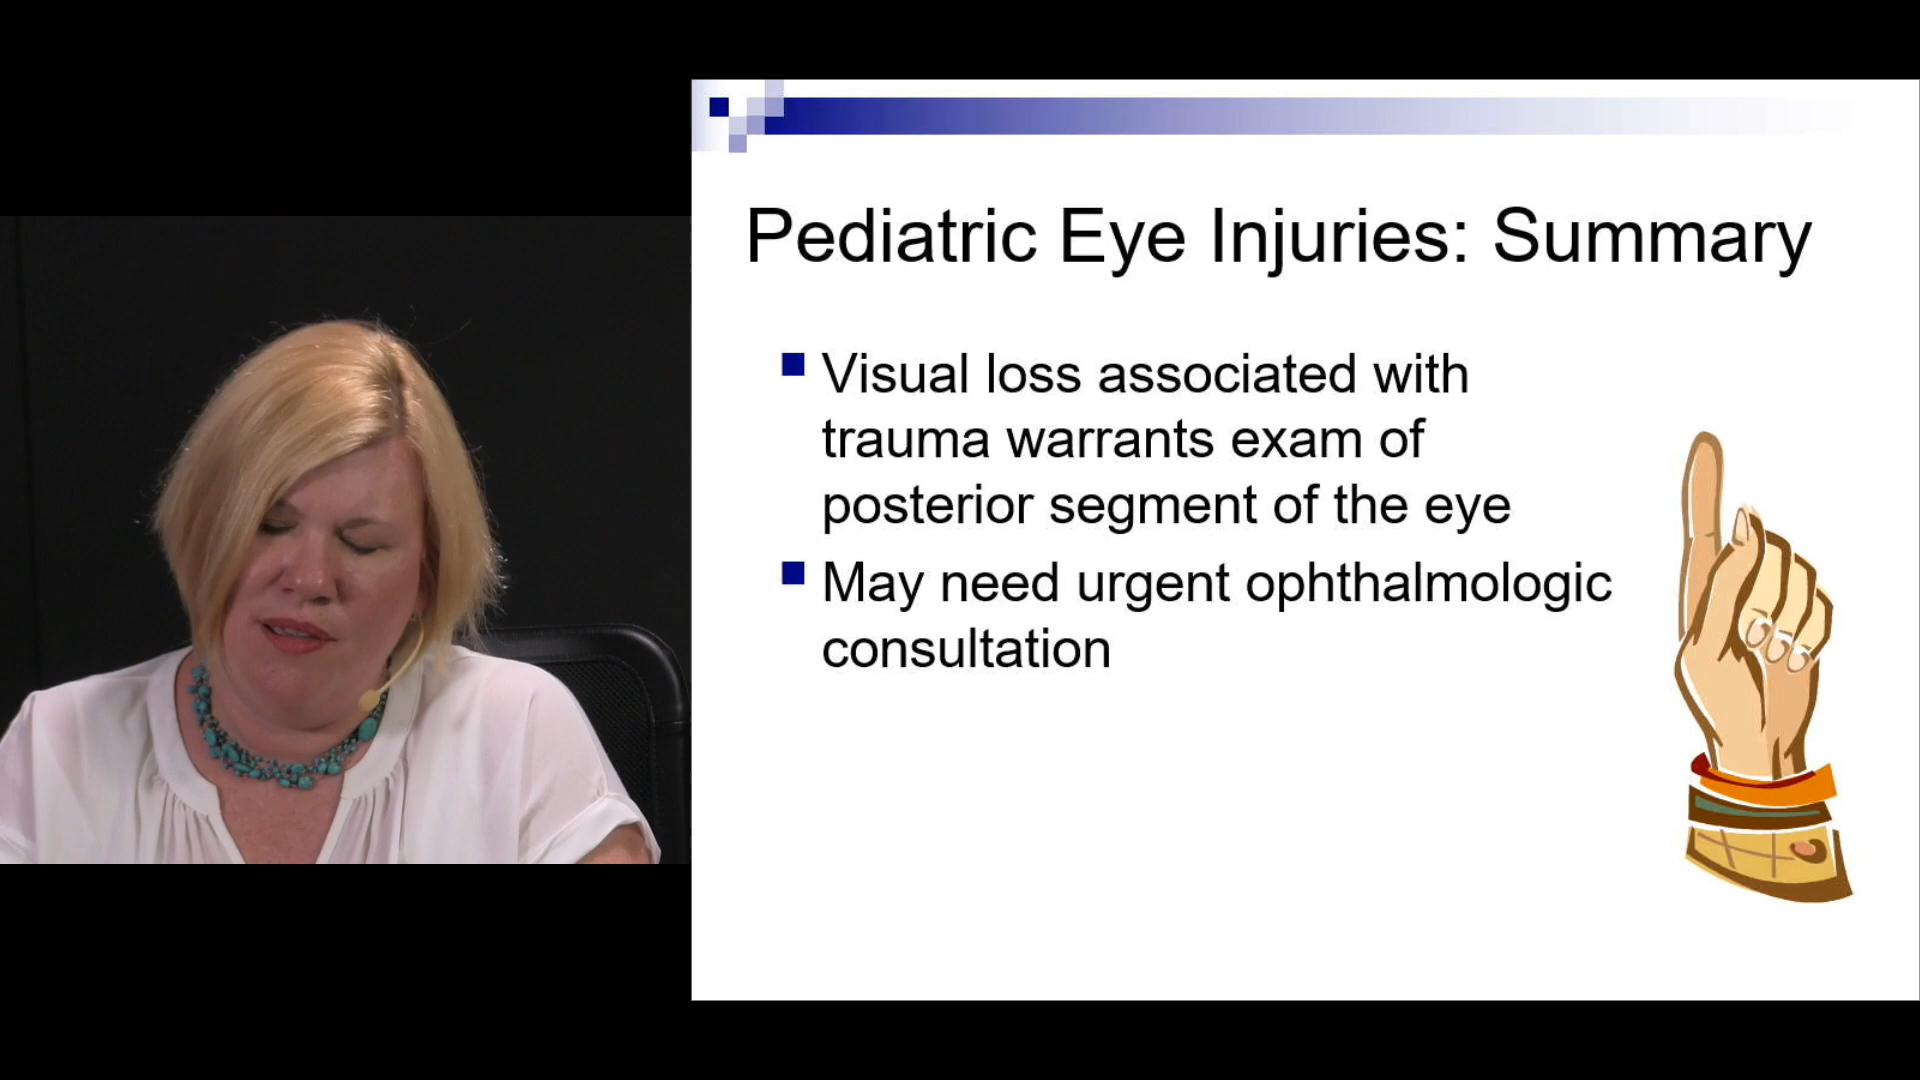 Pediatric Eye Injuries: Summary
Visual loss associated with
trauma warrants exam of
posterior segment of the eye
May need urgent ophthalmologic
consultation